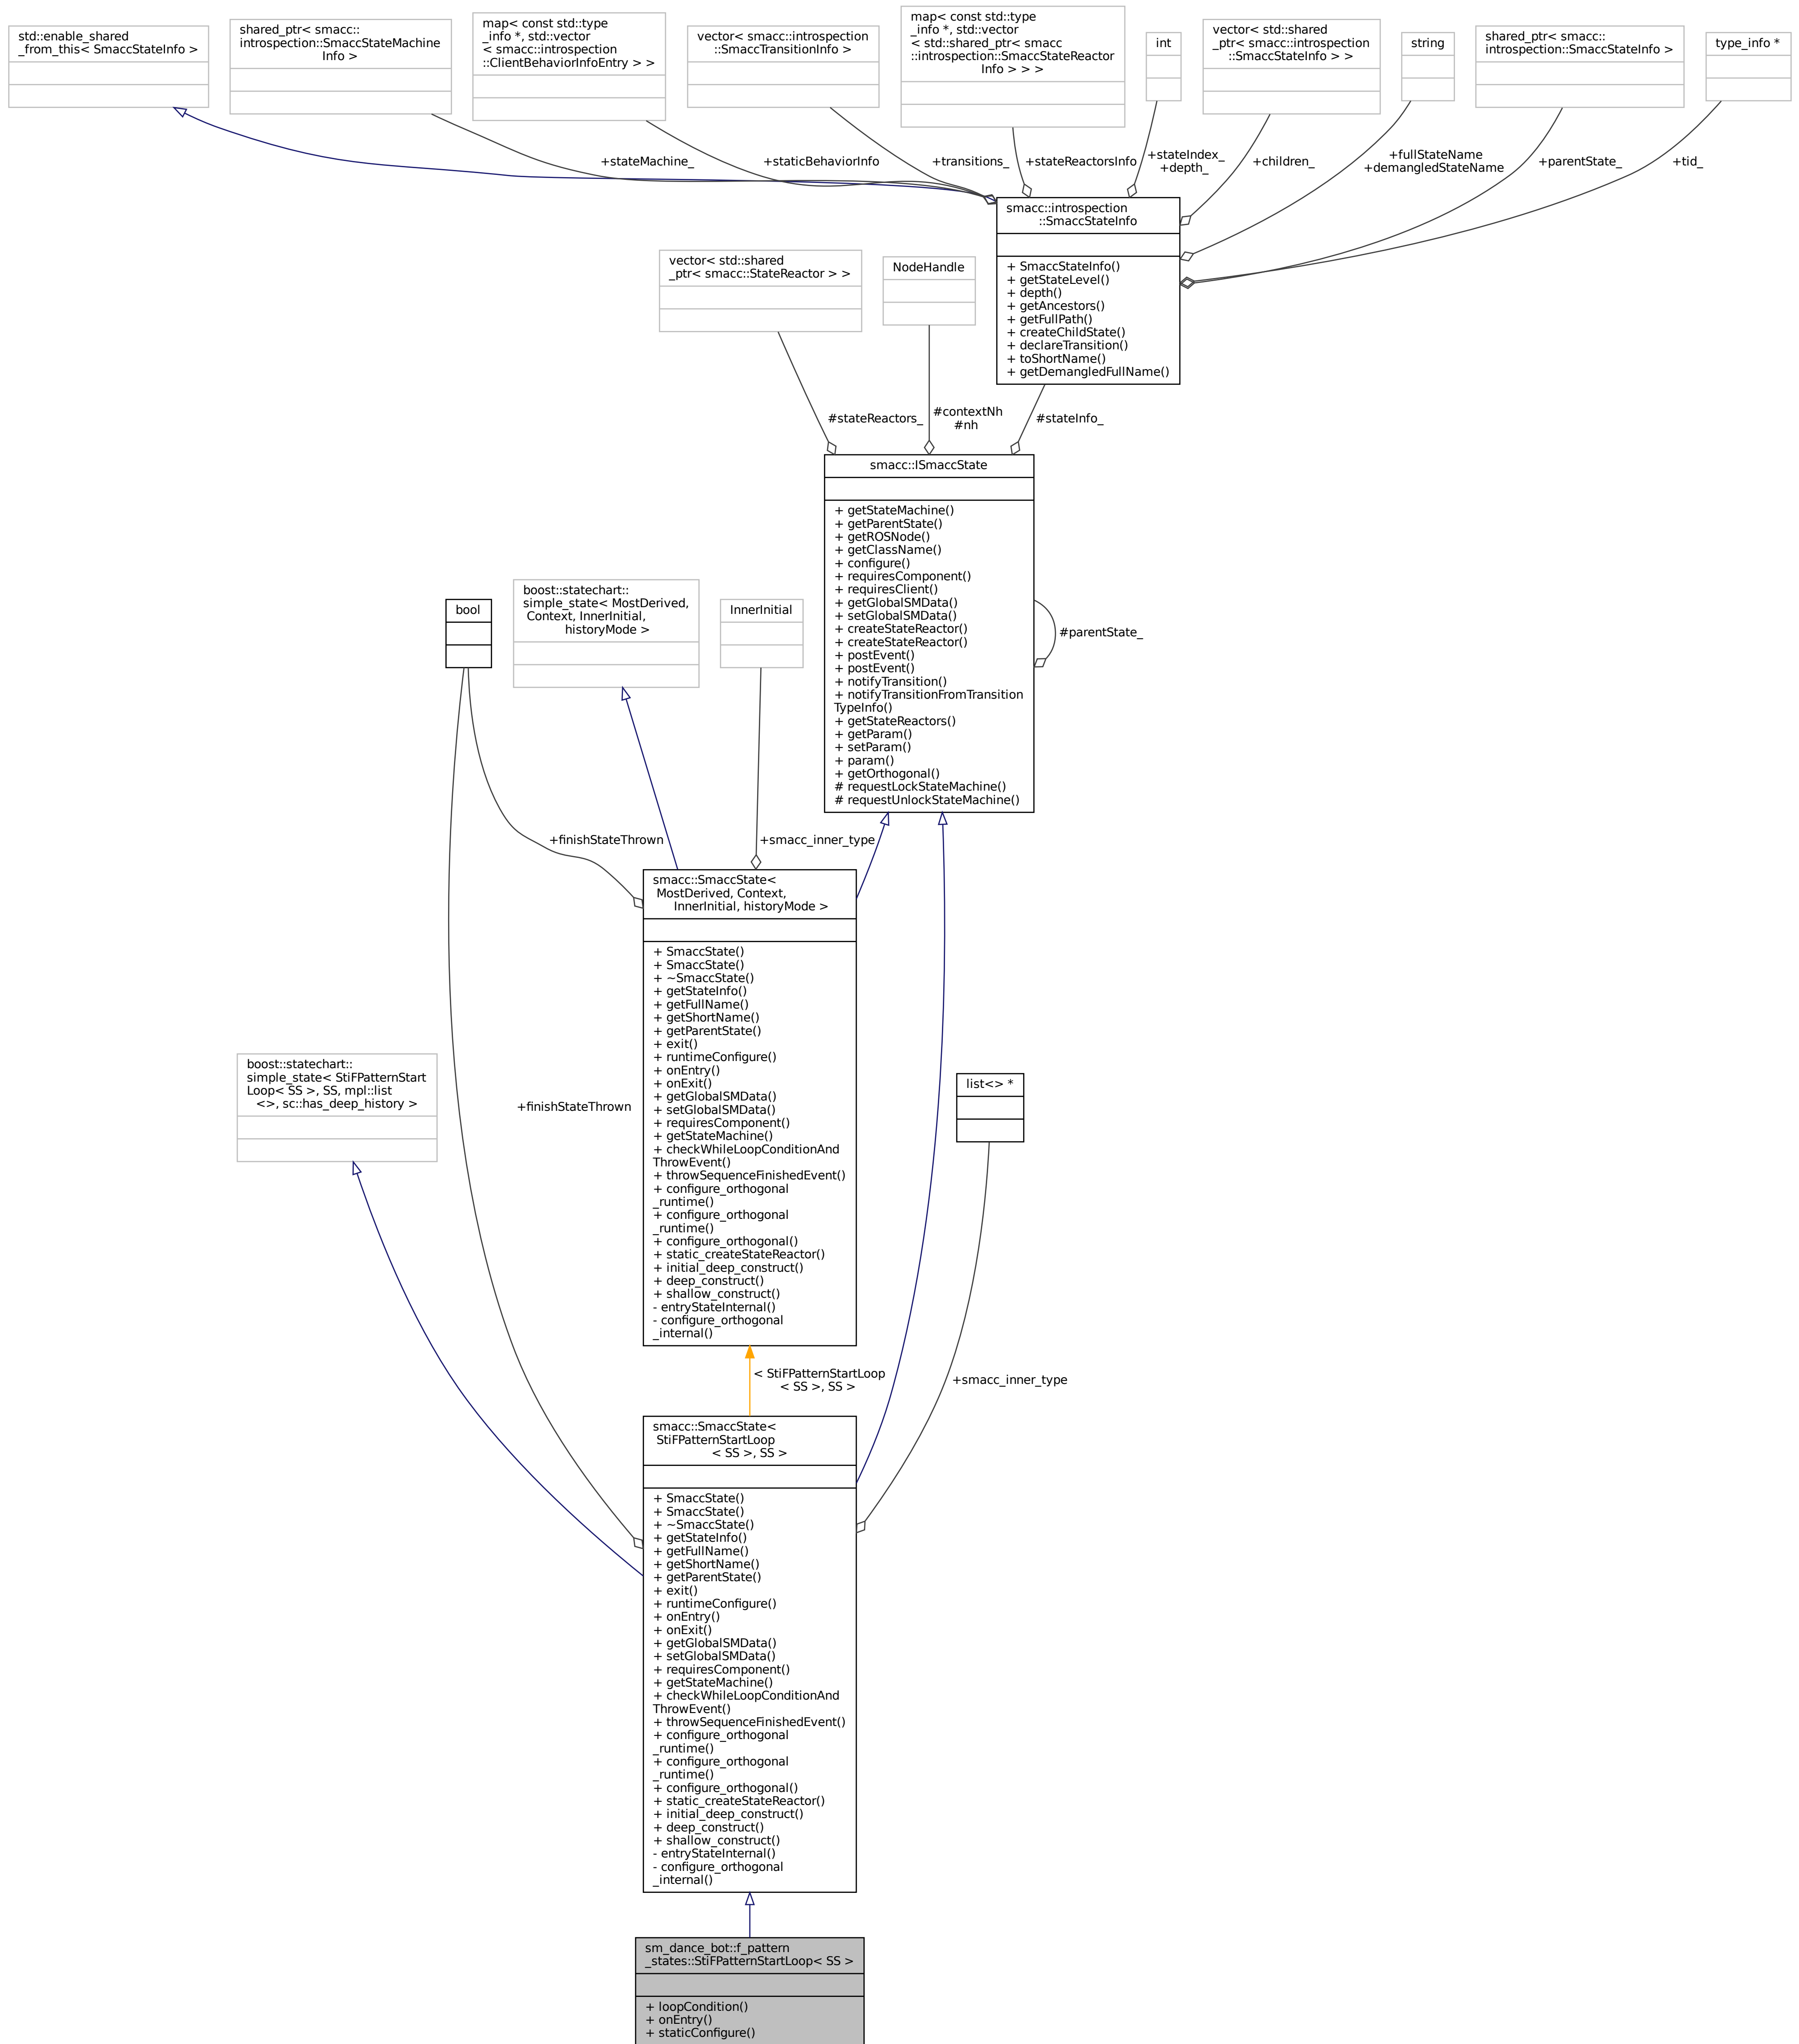 std::enable_shared
_from_this< SmaccStateInfo >
shared_ptr< smacc::
introspection::SmaccStateMachine
Info >
map< const std::type
_info *, std::vector
< smacc::introspection
::ClientBehaviorInfoEntry > >
vector< smacc::introspection
::SmaccTransitionInfo >
map< const std::type
_info *, std::vector
< std::shared_ptr< smacc
::introspection::SmaccStateReactor
Info > > >
int
vector< std::shared
_ptr< smacc::introspection
::SmaccStateInfo > >
string
shared_ptr< smacc::
introspection::SmaccStateInfo >
type_info *
+stateMachine_
+staticBehaviorInfo
+transitions_
+stateReactorsInfo
+stateIndex_
+depth_
+children_
+fullStateName
+demangledStateName
+parentState_
+tid_
smacc::introspection
::SmaccStateInfo
+ SmaccStateInfo()
+ getStateLevel()
+ depth()
+ getAncestors()
+ getFullPath()
+ createChildState()
+ declareTransition()
+ toShortName()
+ getDemangledFullName()
vector< std::shared
_ptr< smacc::StateReactor > >
NodeHandle
#stateReactors_
#contextNh
#nh
#stateInfo_
smacc::ISmaccState
+ getStateMachine()
+ getParentState()
+ getROSNode()
+ getClassName()
+ configure()
+ requiresComponent()
+ requiresClient()
+ getGlobalSMData()
+ setGlobalSMData()
+ createStateReactor()
+ createStateReactor()
+ postEvent()
+ postEvent()
+ notifyTransition()
+ notifyTransitionFromTransition
TypeInfo()
+ getStateReactors()
+ getParam()
+ setParam()
+ param()
+ getOrthogonal()
# requestLockStateMachine()
# requestUnlockStateMachine()
#parentState_
bool
boost::statechart::
simple_state< MostDerived,
Context, InnerInitial,
historyMode >
InnerInitial
+finishStateThrown
+smacc_inner_type
smacc::SmaccState<
MostDerived, Context,
InnerInitial, historyMode >
+ SmaccState()
+ SmaccState()
+ ~SmaccState()
+ getStateInfo()
+ getFullName()
+ getShortName()
+ getParentState()
+ exit()
+ runtimeConfigure()
+ onEntry()
+ onExit()
+ getGlobalSMData()
+ setGlobalSMData()
+ requiresComponent()
+ getStateMachine()
+ checkWhileLoopConditionAnd
ThrowEvent()
+ throwSequenceFinishedEvent()
+ configure_orthogonal
_runtime()
+ configure_orthogonal
_runtime()
+ configure_orthogonal()
+ static_createStateReactor()
+ initial_deep_construct()
+ deep_construct()
+ shallow_construct()
- entryStateInternal()
- configure_orthogonal
_internal()
boost::statechart::
simple_state< StiFPatternStart
Loop< SS >, SS, mpl::list
<>, sc::has_deep_history >
+finishStateThrown
list<> *
< StiFPatternStartLoop
< SS >, SS >
+smacc_inner_type
smacc::SmaccState<
StiFPatternStartLoop
< SS >, SS >
+ SmaccState()
+ SmaccState()
+ ~SmaccState()
+ getStateInfo()
+ getFullName()
+ getShortName()
+ getParentState()
+ exit()
+ runtimeConfigure()
+ onEntry()
+ onExit()
+ getGlobalSMData()
+ setGlobalSMData()
+ requiresComponent()
+ getStateMachine()
+ checkWhileLoopConditionAnd
ThrowEvent()
+ throwSequenceFinishedEvent()
+ configure_orthogonal
_runtime()
+ configure_orthogonal
_runtime()
+ configure_orthogonal()
+ static_createStateReactor()
+ initial_deep_construct()
+ deep_construct()
+ shallow_construct()
- entryStateInternal()
- configure_orthogonal
_internal()
sm_dance_bot::f_pattern
_states::StiFPatternStartLoop< SS >
+ loopCondition()
+ onEntry()
+ staticConfigure()